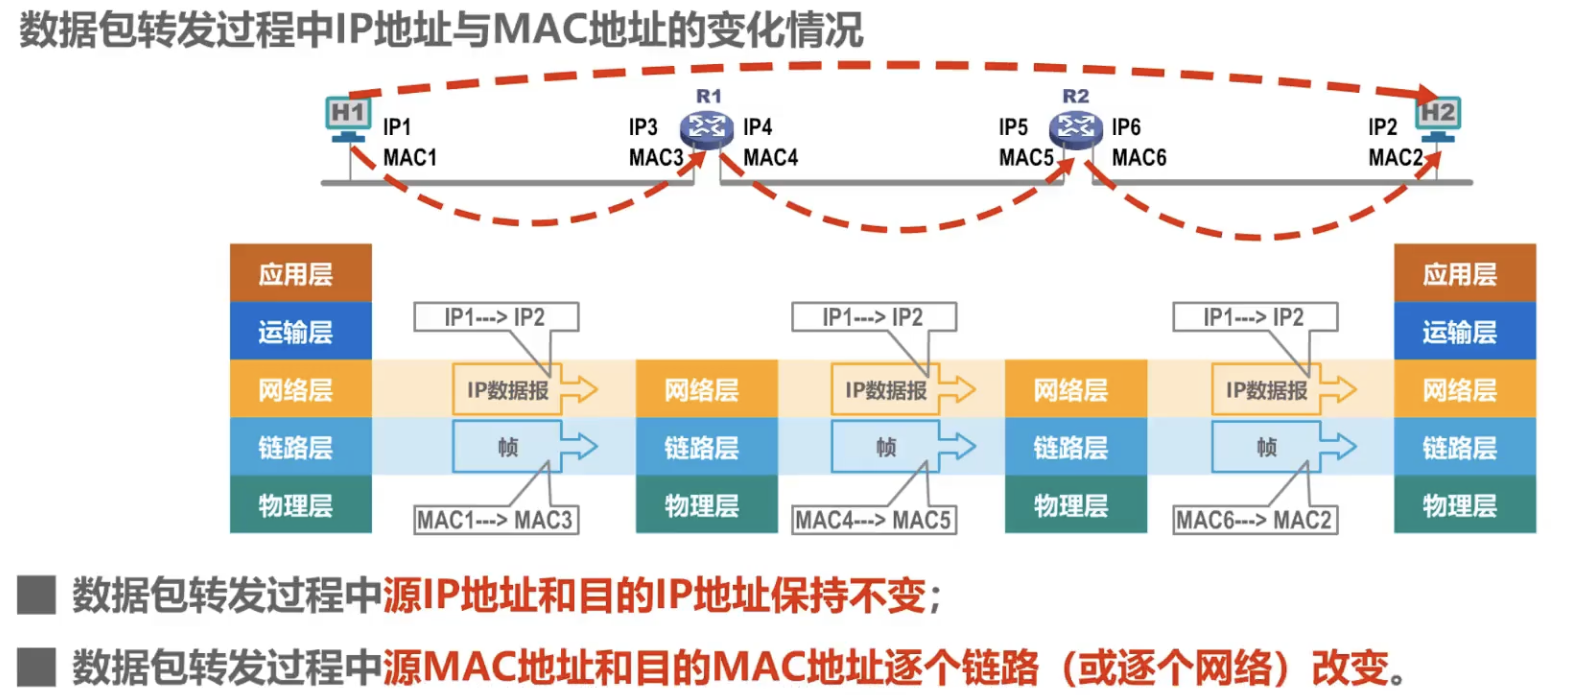 数据包转发过程中IP地址与MAC地址的变化情况
R1 R2
H1 H2
IP1 IP3 IP4 IP5 IP6 IP2
MAC1 MAC3 MAC4 MAC5 MAC6 MAC2
应用层 应用层
IP1---> IP2 IP1---> IP2 IP1---> IP2
运输层 运输层
网络层 IP数据报 网络层 IP数据报 网络层 IP数据报 网络层
链路层 帧 链路层 帧 链路层 帧 链路层
物理层 物理层 物理层 物理层
MAC1---> MAC3 MAC4---> MAC5 MAC6---> MAC2
数据包转发过程中源IP地址和目的IP地址保持不变；
数据包转发过程中源MAC地址和目的MAC地址逐个链路（或逐个网络）改变。